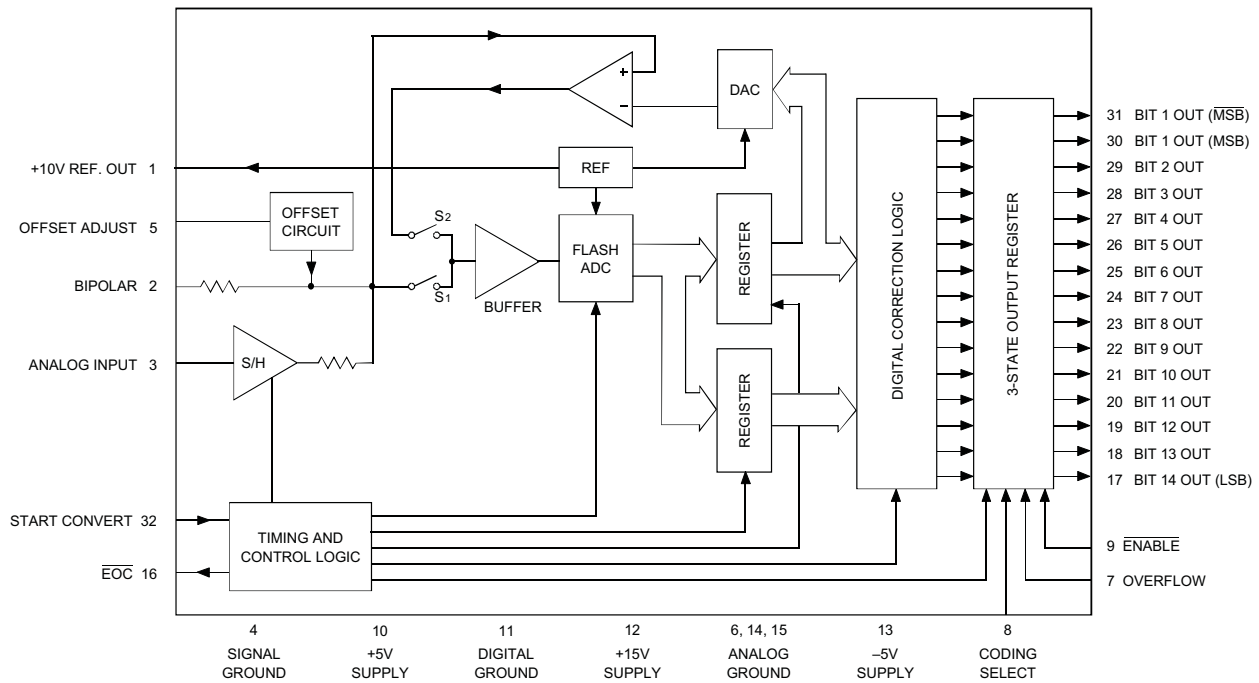 +
−
DAC
+10V REF. OUT 1
REF
OFFSET ADJUST 5
OFFSET
CIRCUIT
S2
S1
FLASH
ADC
BUFFER
BIPOLAR 2
ANALOG INPUT 3
S/H
REGISTER
REGISTER
DIGITAL CORRECTION LOGIC
3-STATE OUTPUT REGISTER
31 BIT 1 OUT (M̅S̅B̅)
30 BIT 1 OUT (MSB)
29 BIT 2 OUT
28 BIT 3 OUT
27 BIT 4 OUT
26 BIT 5 OUT
25 BIT 6 OUT
24 BIT 7 OUT
23 BIT 8 OUT
22 BIT 9 OUT
21 BIT 10 OUT
20 BIT 11 OUT
19 BIT 12 OUT
18 BIT 13 OUT
17 BIT 14 OUT (LSB)
START CONVERT 32
TIMING AND
CONTROL LOGIC
E̅O̅C̅ 16
9 E̅N̅A̅B̅L̅E̅
7 OVERFLOW
4
SIGNAL
GROUND
10
+5V
SUPPLY
11
DIGITAL
GROUND
12
+15V
SUPPLY
6, 14, 15
ANALOG
GROUND
13
–5V
SUPPLY
8
CODING
SELECT